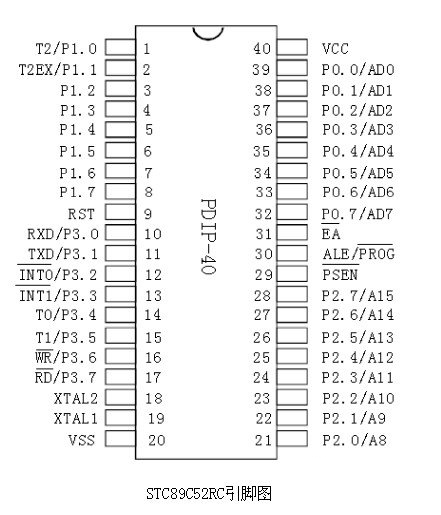 T2/P1.0 1 40 VCC
T2EX/P1.1 2 39 P0.0/AD0
P1.2 3 38 P0.1/AD1
P1.3 4 37 P0.2/AD2
P1.4 5 36 P0.3/AD3
P1.5 6 35 P0.4/AD4
P1.6 7 34 P0.5/AD5
P1.7 8 33 P0.6/AD6
RST 9 32 P0.7/AD7
RXD/P3.0 10 31 EA
TXD/P3.1 11 30 ALE/PROG
INT0/P3.2 12 29 PSEN
INT1/P3.3 13 28 P2.7/A15
T0/P3.4 14 27 P2.6/A14
T1/P3.5 15 26 P2.5/A13
WR/P3.6 16 25 P2.4/A12
RD/P3.7 17 24 P2.3/A11
XTAL2 18 23 P2.2/A10
XTAL1 19 22 P2.1/A9
VSS 20 21 P2.0/A8
PDIP-40
STC89C52RC引脚图